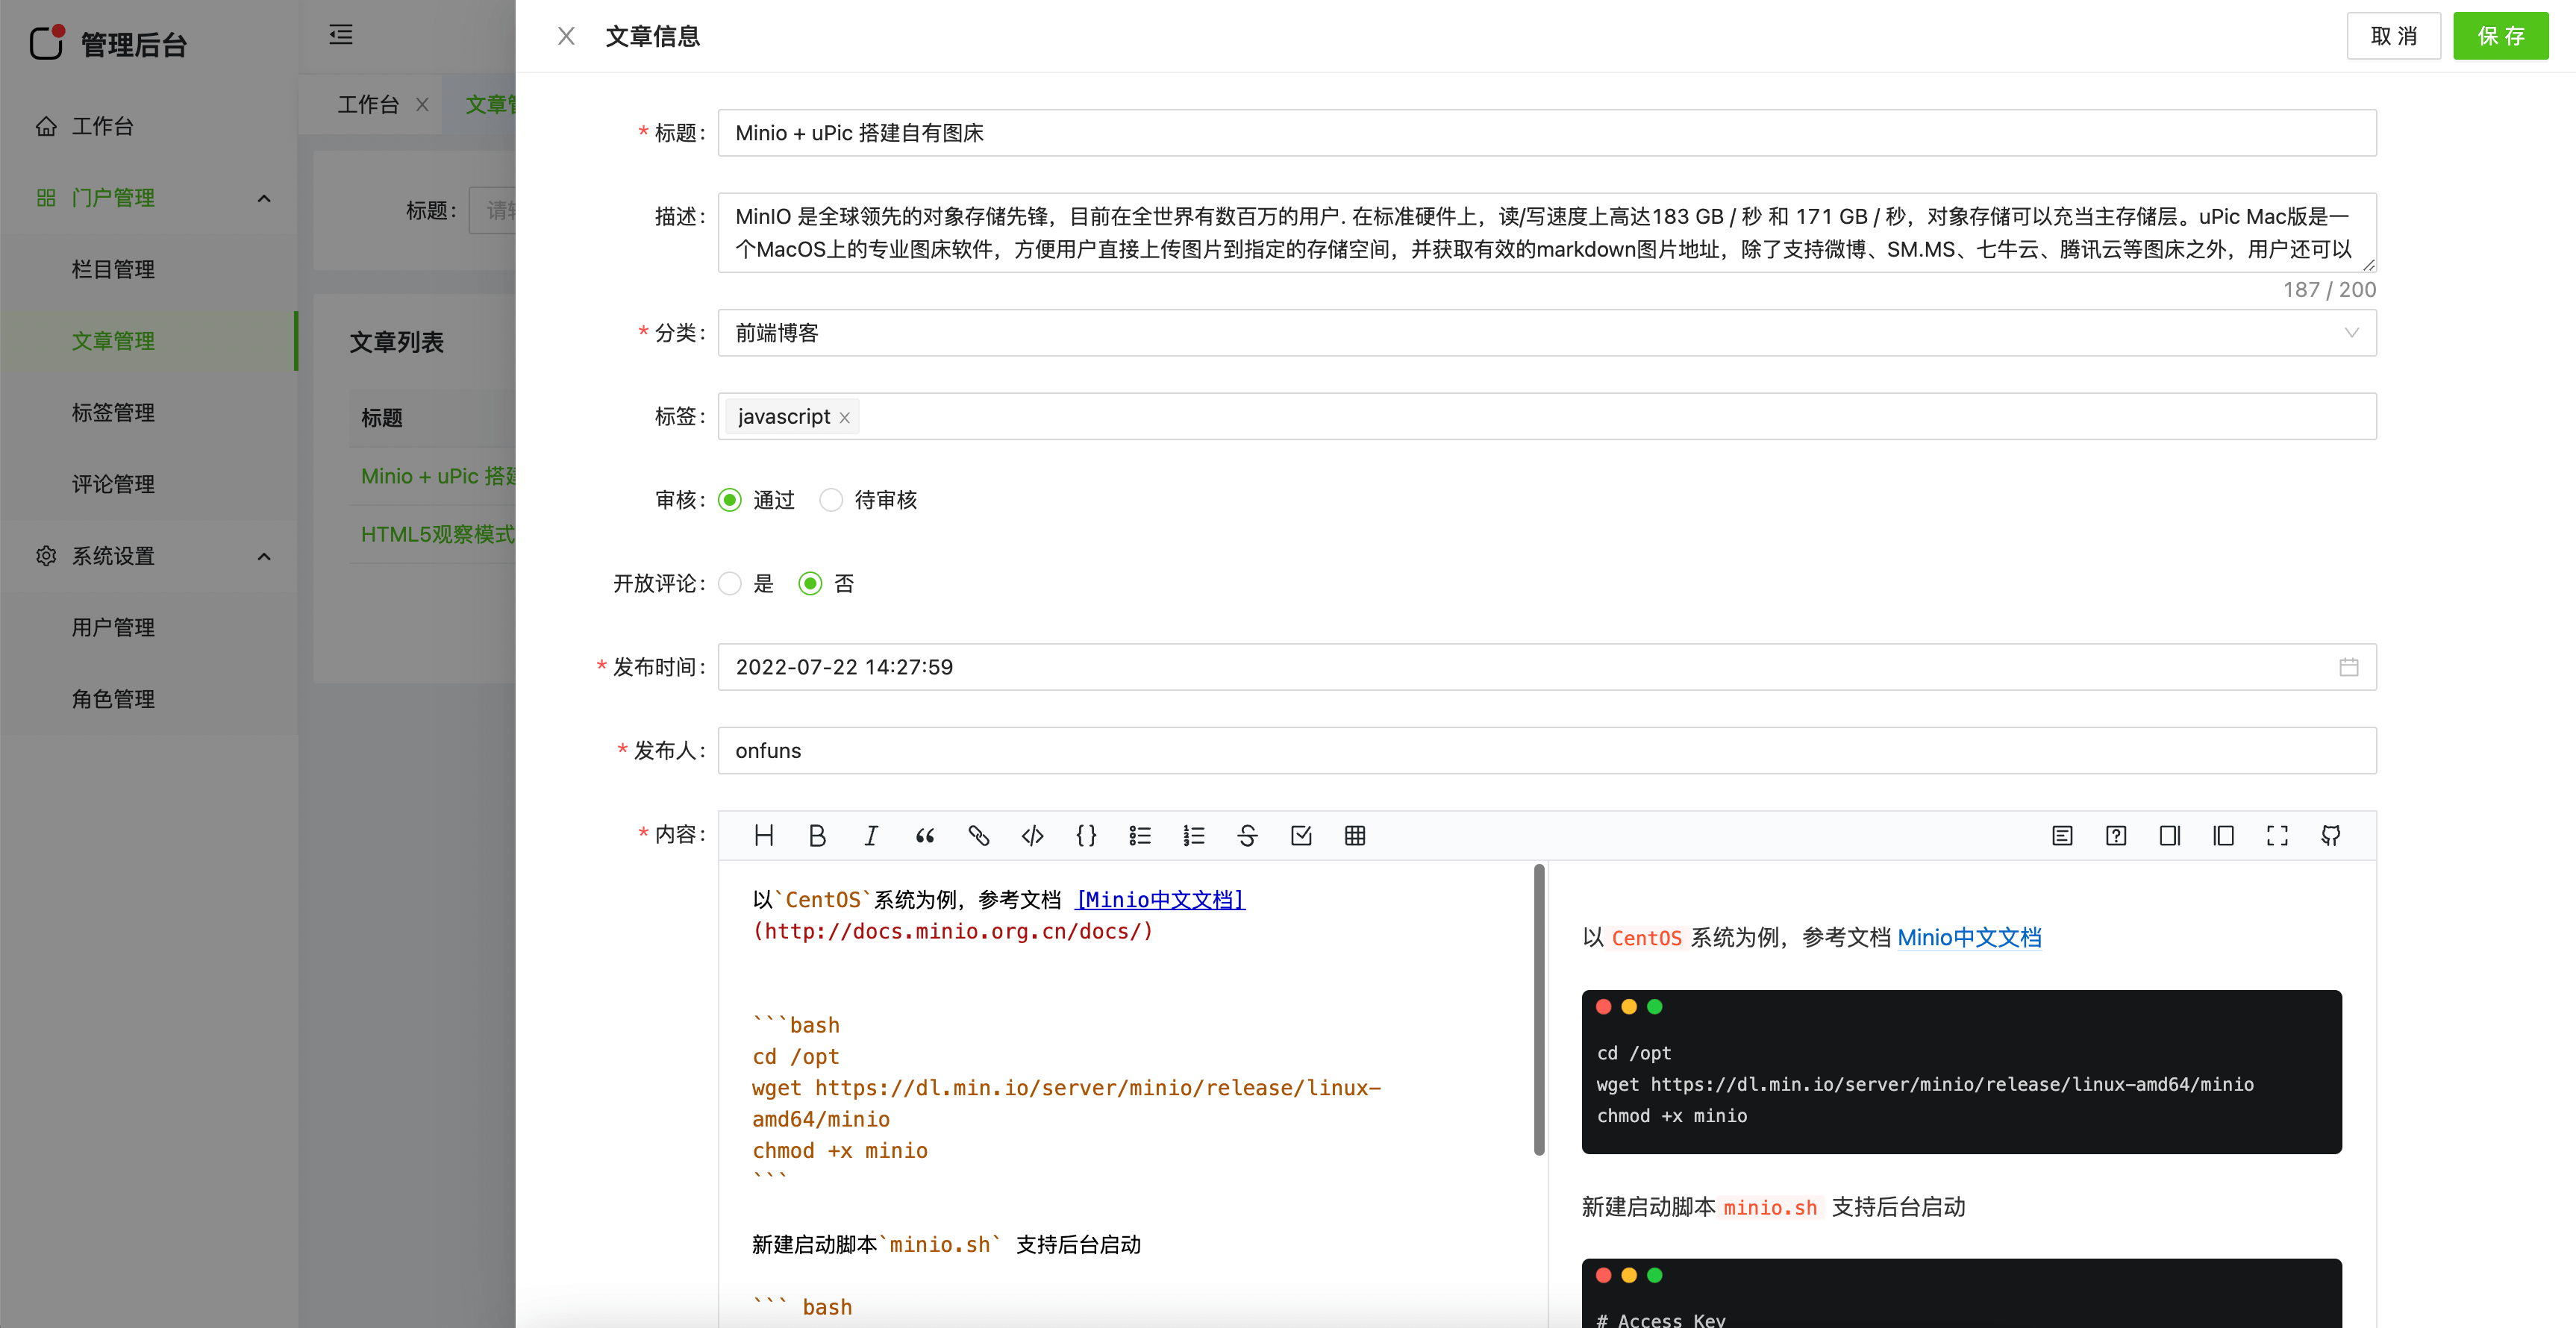 管理后台
工作台
门户管理
栏目管理
文章管理
标签管理
评论管理
系统设置
用户管理
角色管理
工作台
文章管
标题:
请输
文章列表
标题
Minio + uPic 搭建
HTML5观察模式
文章信息
取 消
保 存
* 标题: Minio + uPic 搭建自有图床
描述: MinIO 是全球领先的对象存储先锋，目前在全世界有数百万的用户. 在标准硬件上，读/写速度上高达183 GB / 秒 和 171 GB / 秒，对象存储可以充当主存储层。uPic Mac版是一
个MacOS上的专业图床软件，方便用户直接上传图片到指定的存储空间，并获取有效的markdown图片地址，除了支持微博、SM.MS、七牛云、腾讯云等图床之外，用户还可以
187 / 200
* 分类: 前端博客
标签: javascript
审核: 通过 待审核
开放评论: 是 否
* 发布时间: 2022-07-22 14:27:59
* 发布人: onfuns
* 内容:
以`CentOS`系统为例，参考文档 [Minio中文文档]
(http://docs.minio.org.cn/docs/)
```bash
cd /opt
wget https://dl.min.io/server/minio/release/linux-
amd64/minio
chmod +x minio
```
新建启动脚本`minio.sh` 支持后台启动
``` bash
以 CentOS 系统为例，参考文档 Minio中文文档
cd /opt
wget https://dl.min.io/server/minio/release/linux-amd64/minio
chmod +x minio
新建启动脚本 minio.sh 支持后台启动
# Access Key